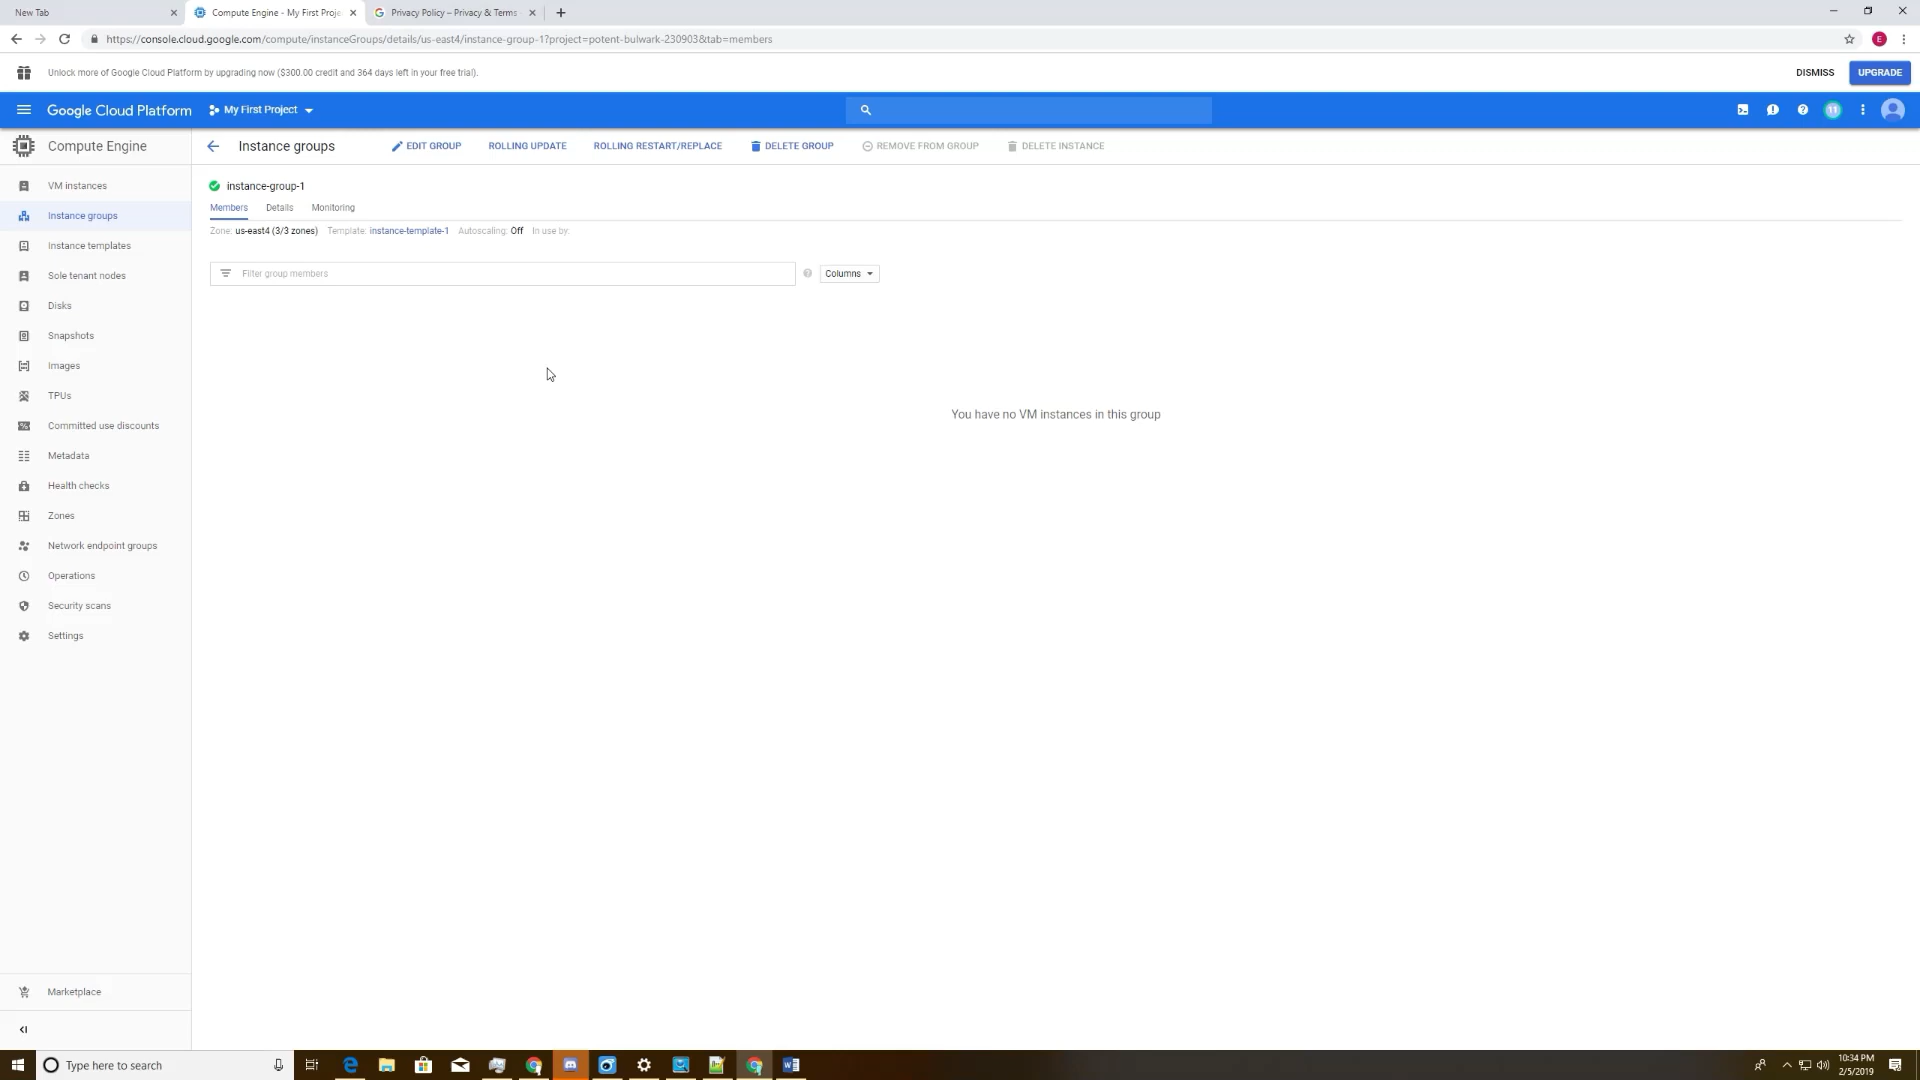 New Tab
Compute Engine - My First Proje
Privacy Policy – Privacy & Terms
https://console.cloud.google.com/compute/instanceGroups/details/us-east4/instance-group-1?project=potent-bulwark-230903&tab=members
E
Unlock more of Google Cloud Platform by upgrading now ($300.00 credit and 364 days left in your free trial).
DISMISS
UPGRADE
Google Cloud Platform
My First Project
11
Compute Engine
Instance groups
EDIT GROUP
ROLLING UPDATE
ROLLING RESTART/REPLACE
DELETE GROUP
REMOVE FROM GROUP
DELETE INSTANCE
VM instances
Instance groups
Instance templates
Sole tenant nodes
Disks
Snapshots
Images
TPUs
Committed use discounts
Metadata
Health checks
Zones
Network endpoint groups
Operations
Security scans
Settings
Marketplace
instance-group-1
Members
Details
Monitoring
Zone: us-east4 (3/3 zones) Template: instance-template-1 Autoscaling: Off In use by:
Filter group members
Columns
You have no VM instances in this group
Type here to search
10:34 PM
2/5/2019